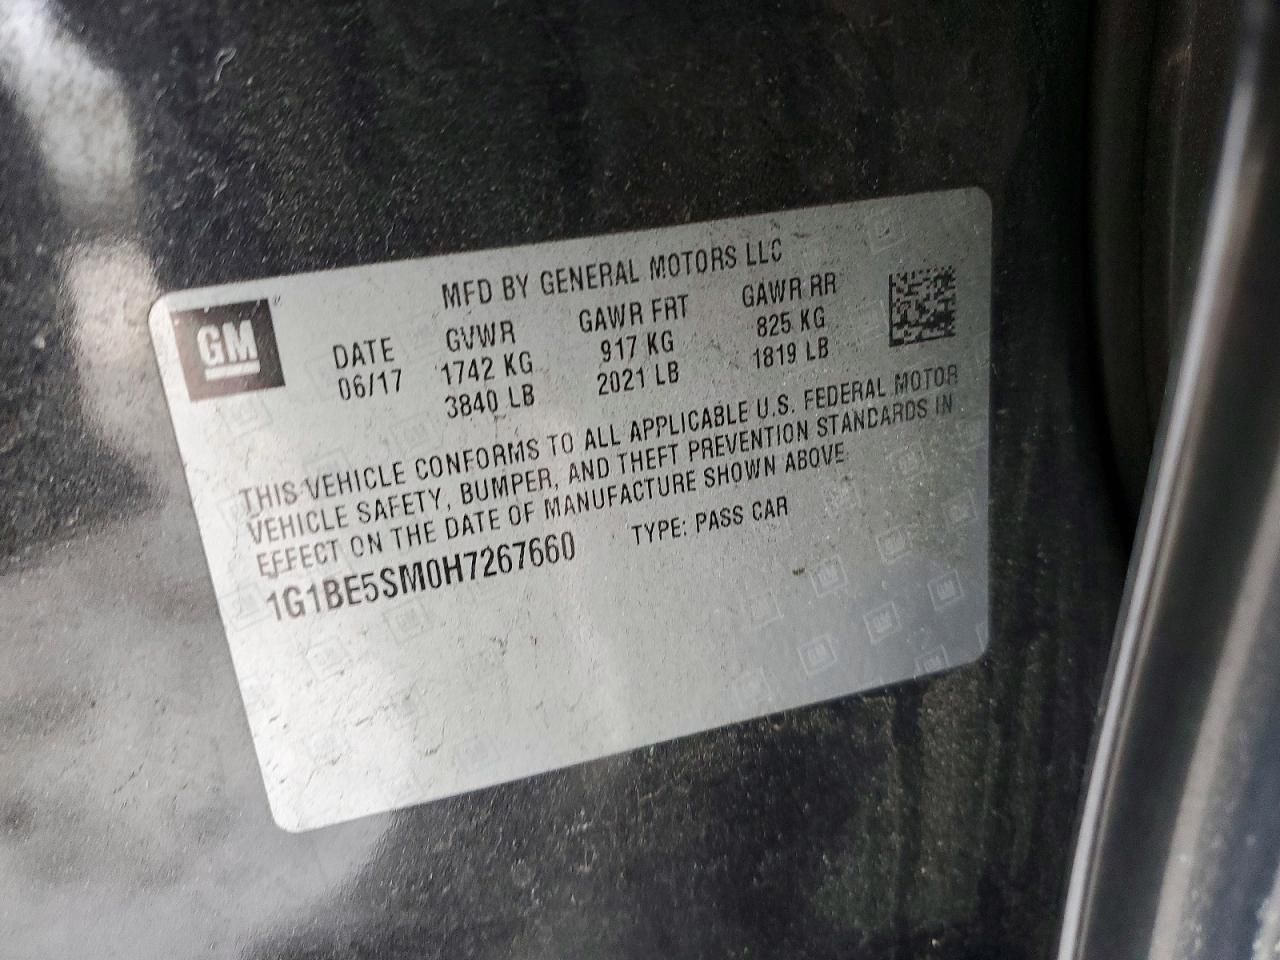 GM
MFD BY GENERAL MOTORS LLC
DATE GVWR GAWR FRT GAWR RR
06/17 1742 KG 917 KG 825 KG
3840 LB 2021 LB 1819 LB
THIS VEHICLE CONFORMS TO ALL APPLICABLE U.S. FEDERAL MOTOR
VEHICLE SAFETY, BUMPER, AND THEFT PREVENTION STANDARDS IN
EFFECT ON THE DATE OF MANUFACTURE SHOWN ABOVE
1G1BE5SM0H7267660 TYPE: PASS CAR